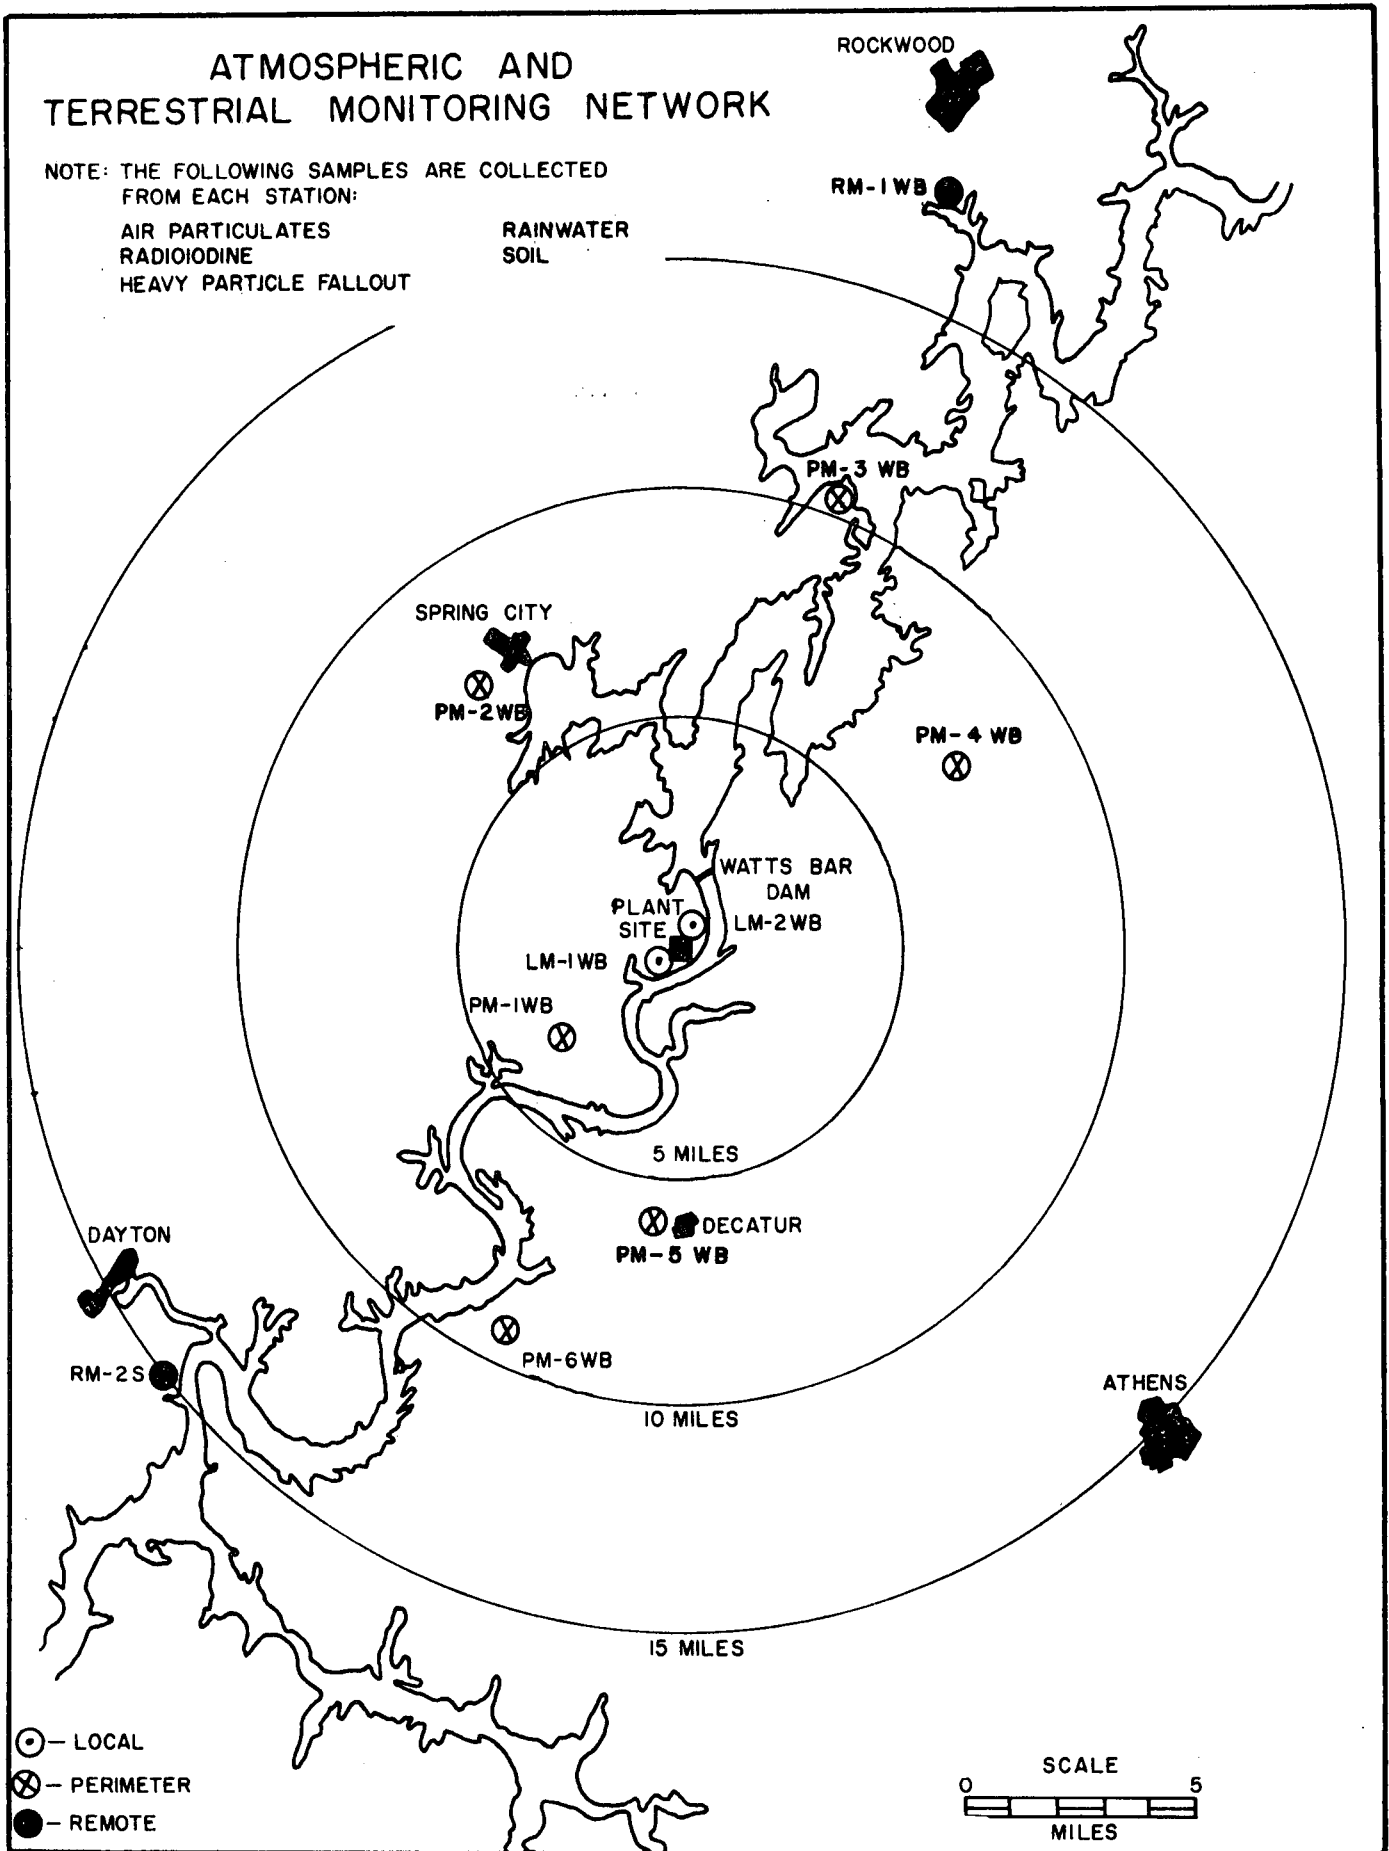 ATMOSPHERIC AND
TERRESTRIAL MONITORING NETWORK
NOTE: THE FOLLOWING SAMPLES ARE COLLECTED
FROM EACH STATION:
AIR PARTICULATES RAINWATER
RADIOIODINE SOIL
HEAVY PARTICLE FALLOUT
ROCKWOOD
RM-1WB
PM-3 WB
SPRING CITY
PM-2WB
PM-4 WB
WATTS BAR
DAM
PLANT
SITE
LM-2WB
LM-1WB
PM-1WB
5 MILES
DECATUR
PM-5 WB
DAYTON
PM-6WB
RM-2S
ATHENS
10 MILES
15 MILES
— LOCAL
— PERIMETER
— REMOTE
SCALE
0 5
MILES